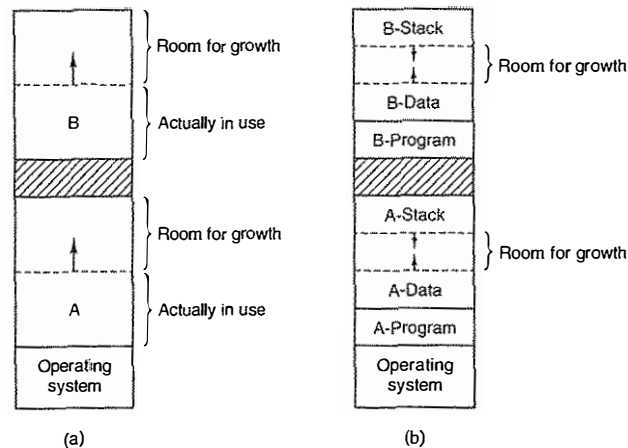 Room for growth
B
Actually in use
Room for growth
A
Actually in use
Operating
system
(a)
B-Stack
Room for growth
B-Data
B-Program
A-Stack
Room for growth
A-Data
A-Program
Operating
system
(b)